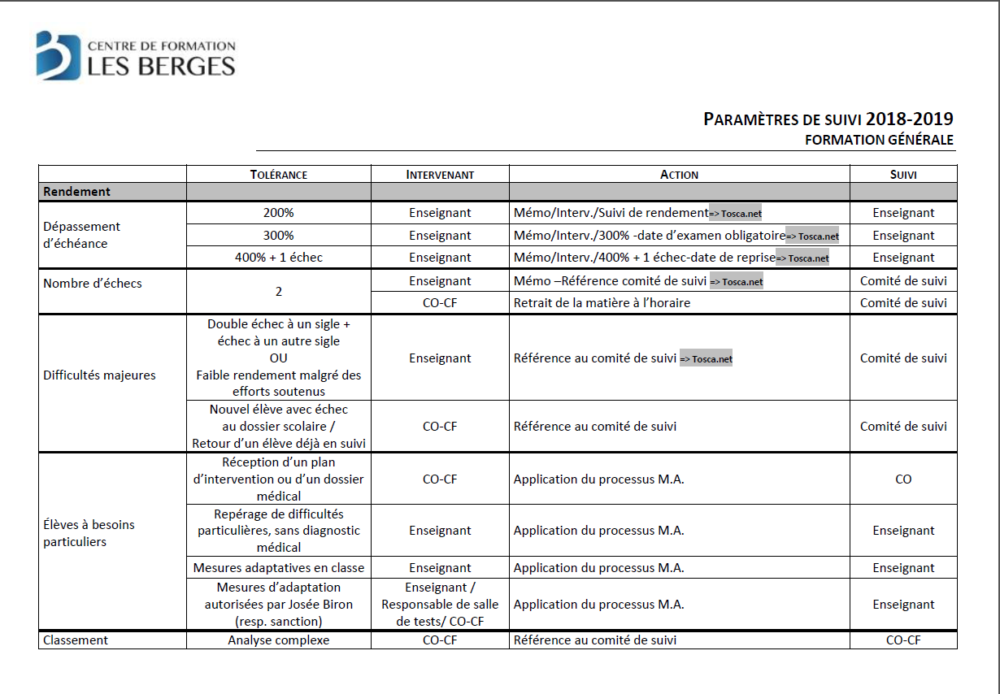 CENTRE DE FORMATION
LES BERGES
PARAMÈTRES DE SUIVI 2018-2019
FORMATION GÉNÉRALE
TOLÉRANCE INTERVENANT ACTION SUIVI
Rendement
Dépassement
d’échéance
200% Enseignant Mémo/Interv./Suivi de rendement=> Tosca.net Enseignant
300% Enseignant Mémo/Interv./300% -date d’examen obligatoire=> Tosca.net Enseignant
400% + 1 échec Enseignant Mémo/Interv./400% + 1 échec-date de reprise=> Tosca.net Enseignant
Nombre d’échecs
2
Enseignant Mémo –Référence comité de suivi => Tosca.net Comité de suivi
CO-CF Retrait de la matière à l’horaire Comité de suivi
Difficultés majeures
Double échec à un sigle +
échec à un autre sigle
OU
Faible rendement malgré des
efforts soutenus
Enseignant Référence au comité de suivi => Tosca.net Comité de suivi
Nouvel élève avec échec
au dossier scolaire /
Retour d’un élève déjà en suivi
CO-CF Référence au comité de suivi Comité de suivi
Élèves à besoins
particuliers
Réception d’un plan
d’intervention ou d’un dossier
médical
CO-CF Application du processus M.A. CO
Repérage de difficultés
particulières, sans diagnostic
médical
Enseignant Application du processus M.A. Enseignant
Mesures adaptatives en classe Enseignant Application du processus M.A. Enseignant
Mesures d’adaptation
autorisées par Josée Biron
(resp. sanction)
Enseignant /
Responsable de salle
de tests/ CO-CF
Application du processus M.A. Enseignant
Classement Analyse complexe CO-CF Référence au comité de suivi CO-CF